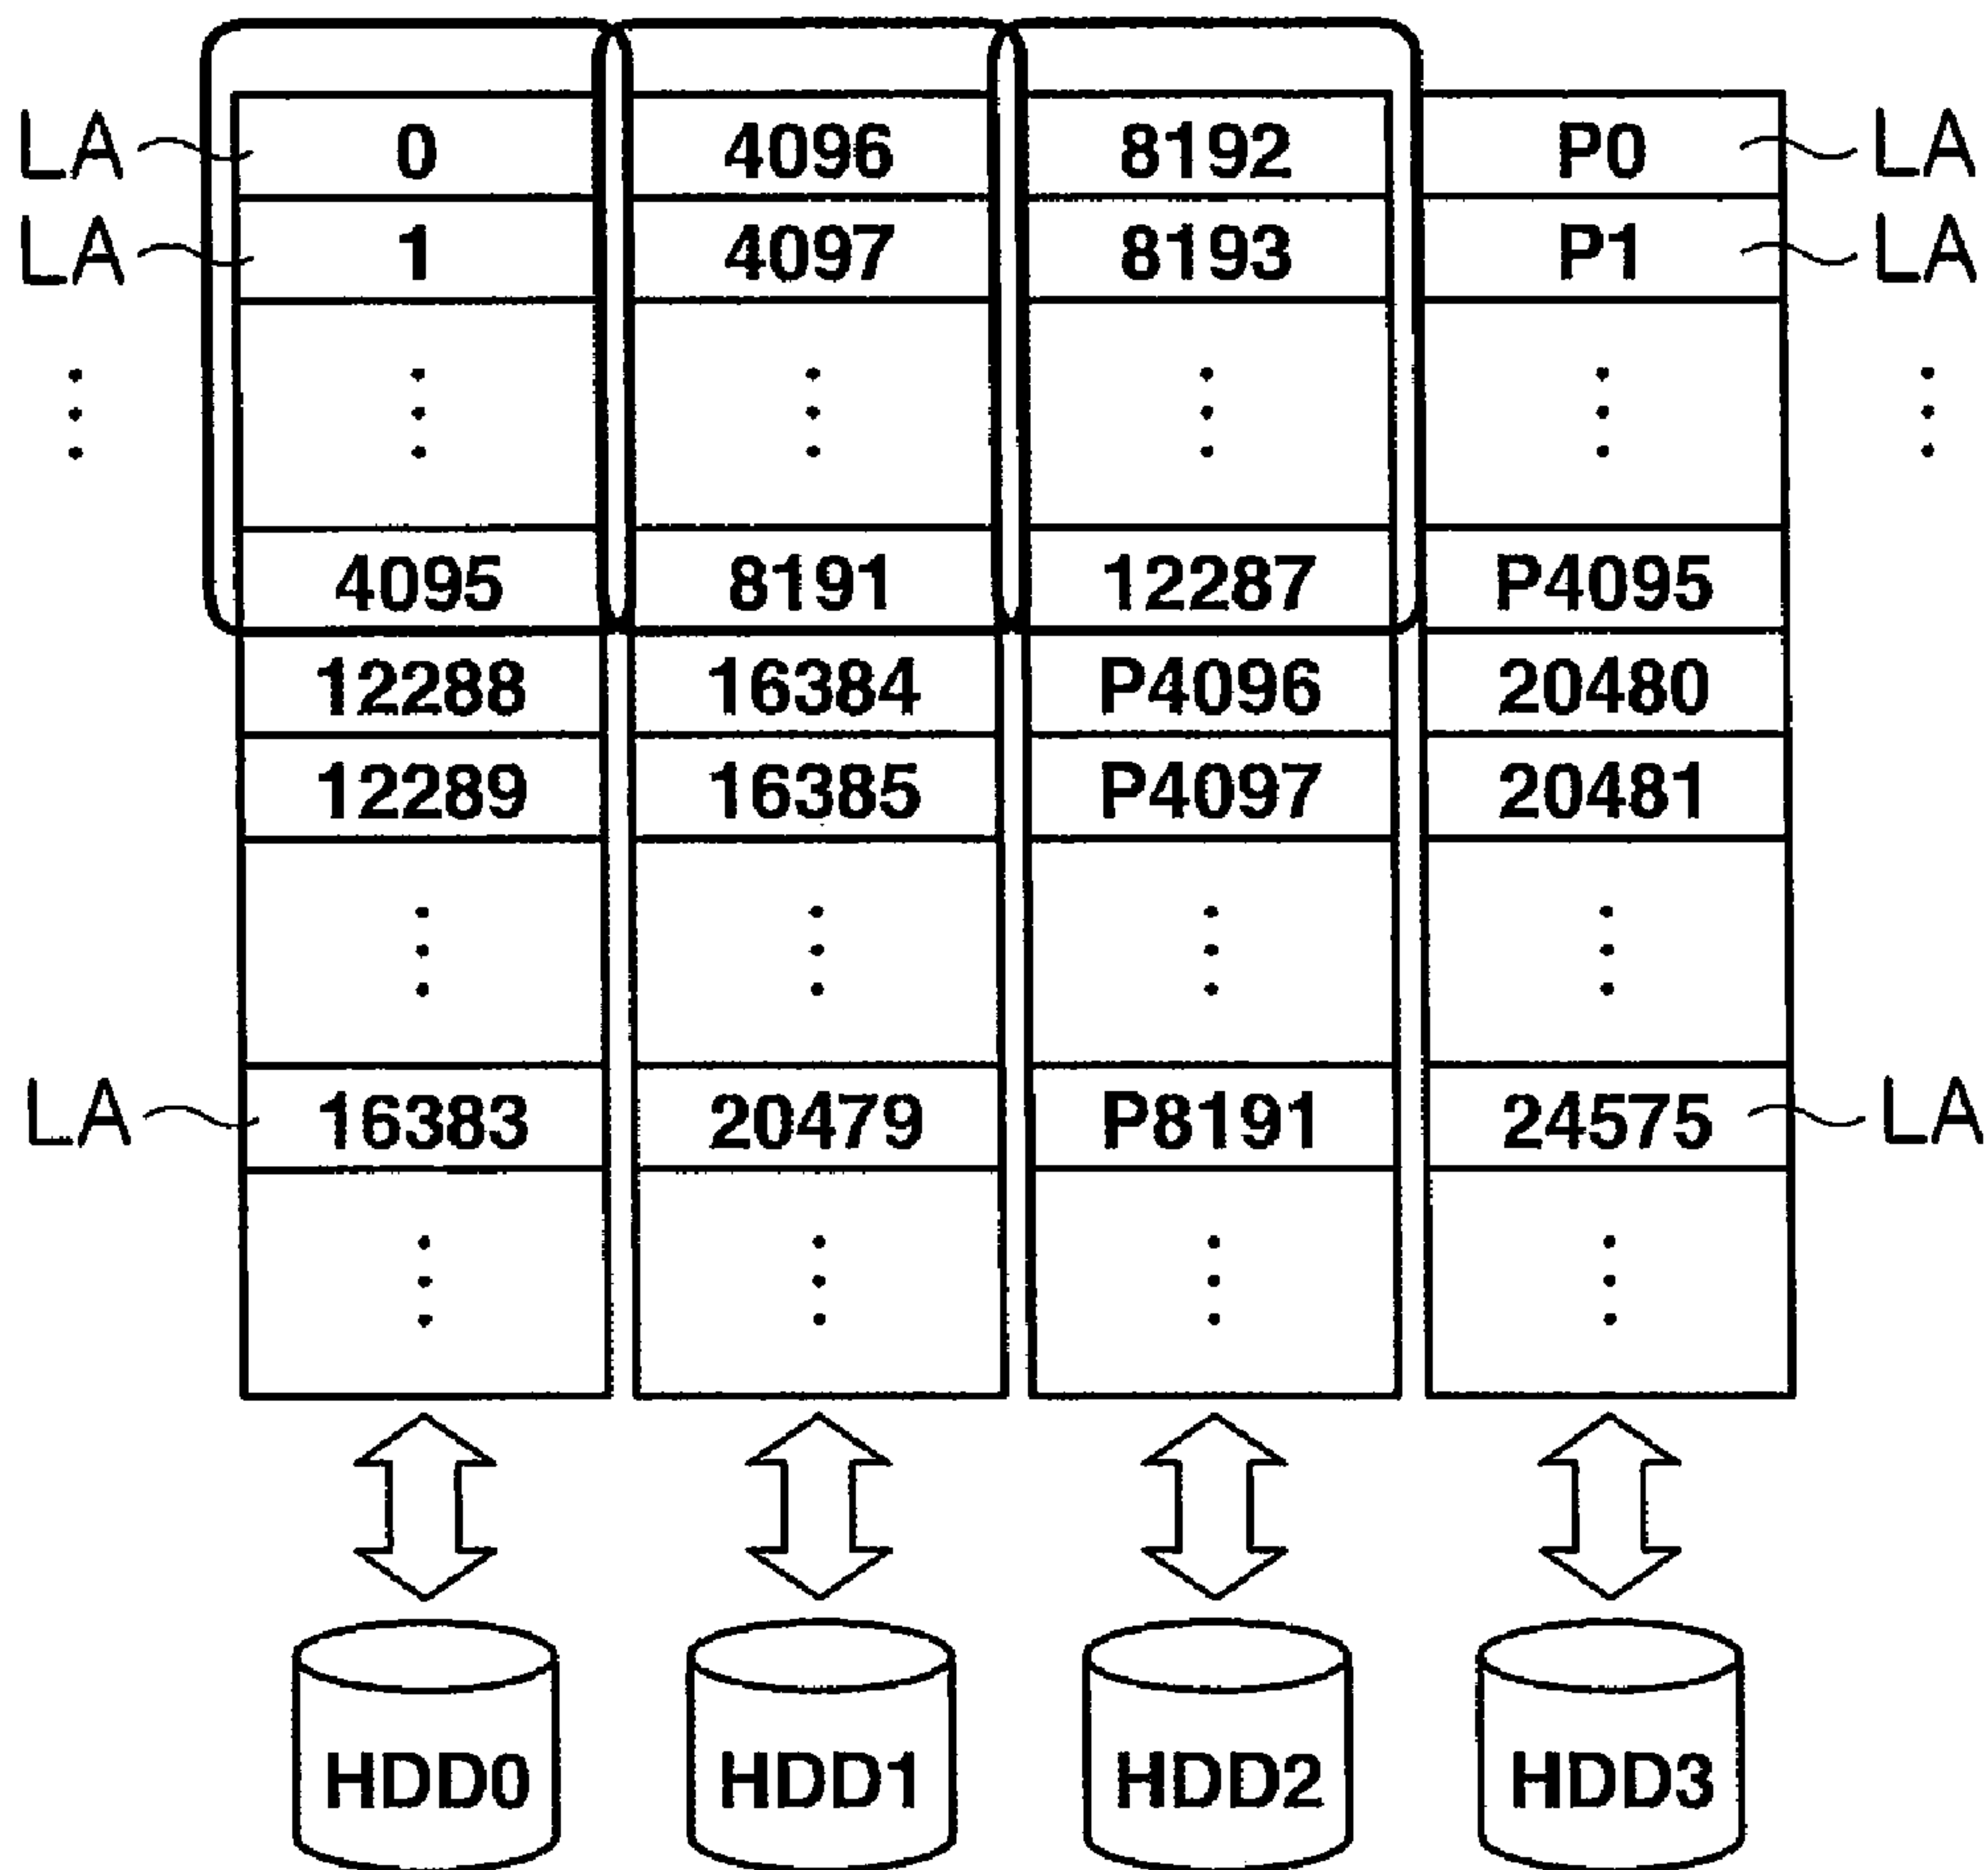 LA 0 4096 8192 P0 LA
LA 1 4097 8193 P1 LA
4095 8191 12287 P4095
12288 16384 P4096 20480
12289 16385 P4097 20481
LA 16383 20479 P8191 24575 LA
HDD0 HDD1 HDD2 HDD3